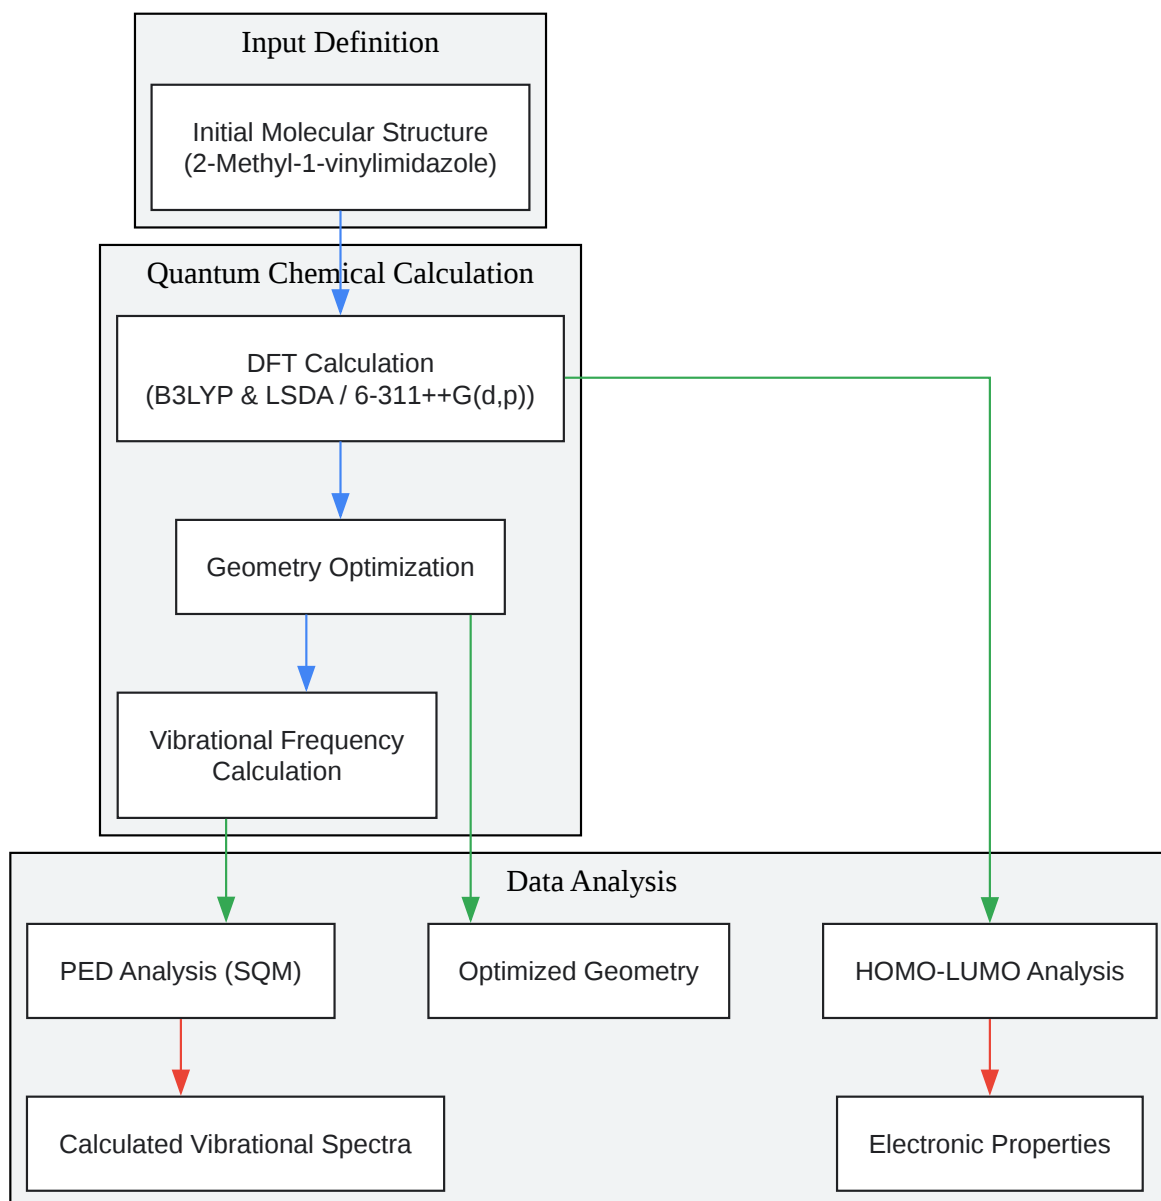 Input Definition
Initial Molecular Structure
(2-Methyl-1-vinylimidazole)
Quantum Chemical Calculation
DFT Calculation
(B3LYP & LSDA / 6-311++G(d,p))
Geometry Optimization
Vibrational Frequency
Calculation
Data Analysis
PED Analysis (SQM)
Optimized Geometry
HOMO-LUMO Analysis
Calculated Vibrational Spectra
Electronic Properties